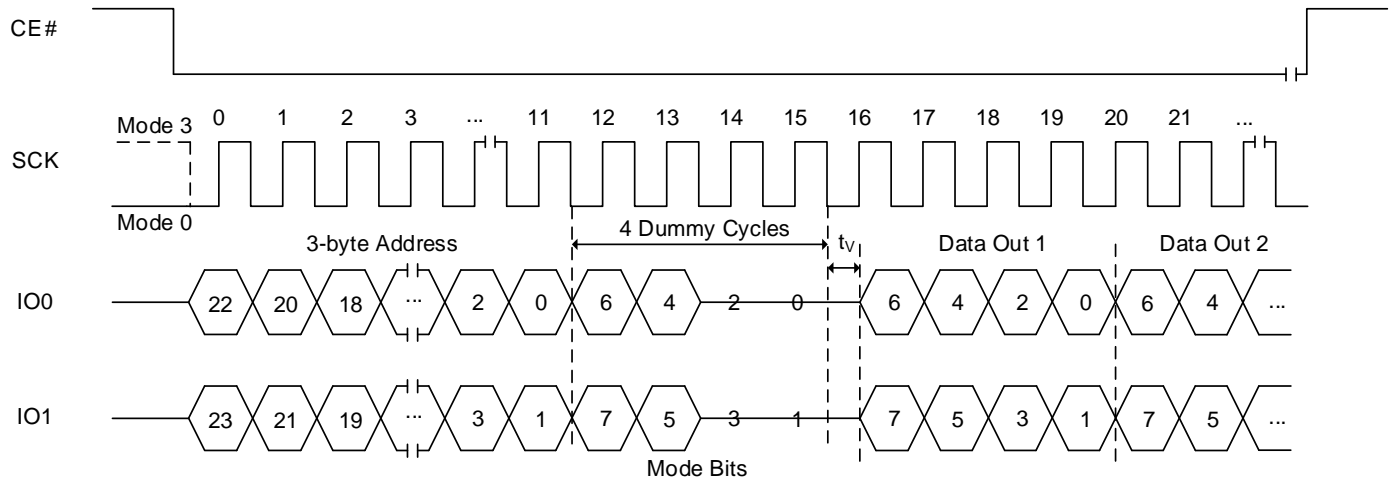 CE#
Mode 3 0 1 2 3 ... 11 12 13 14 15 16 17 18 19 20 21 ...
SCK
Mode 0
3-byte Address 4 Dummy Cycles tV Data Out 1 Data Out 2
IO0 22 20 18 ... 2 0 6 4 2 0 6 4 2 0 6 4 ...
IO1 23 21 19 ... 3 1 7 5 3 1 7 5 3 1 7 5 ...
Mode Bits